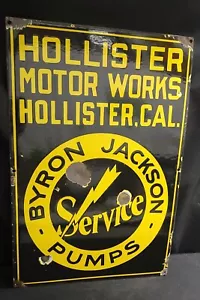 HOLLISTER
MOTOR WORKS
HOLLISTER, CAL.
BYRON JACKSON
Service
PUMPS